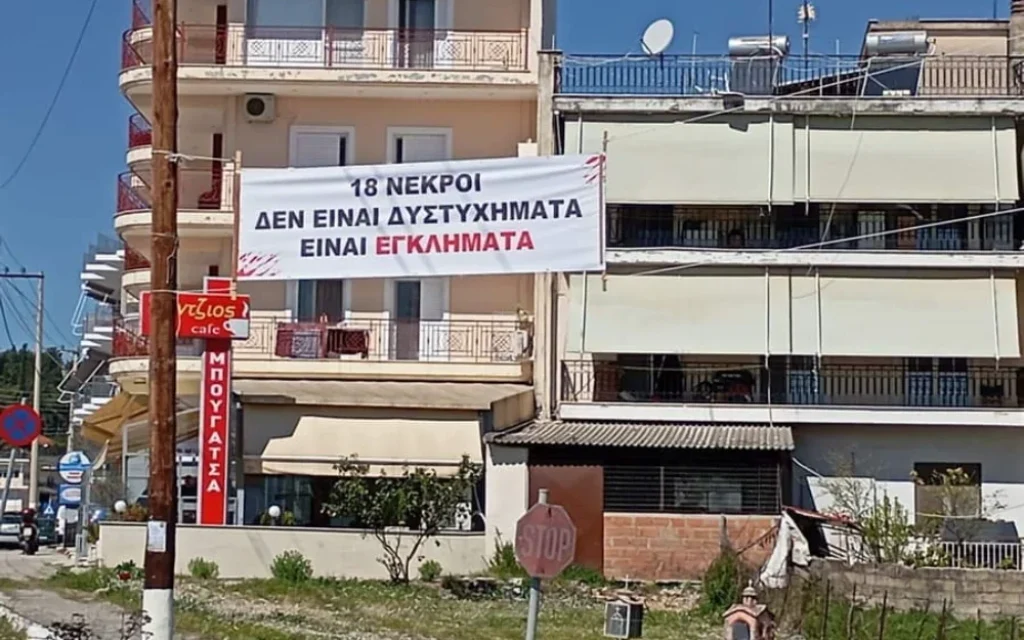 18 ΝΕΚΡΟΙ
ΔΕΝ ΕΙΝΑΙ ΔΥΣΤΥΧΗΜΑΤΑ
ΕΙΝΑΙ ΕΓΚΛΗΜΑΤΑ
cafe
ΜΠΟΥΓΑΤΣΑ
STOP